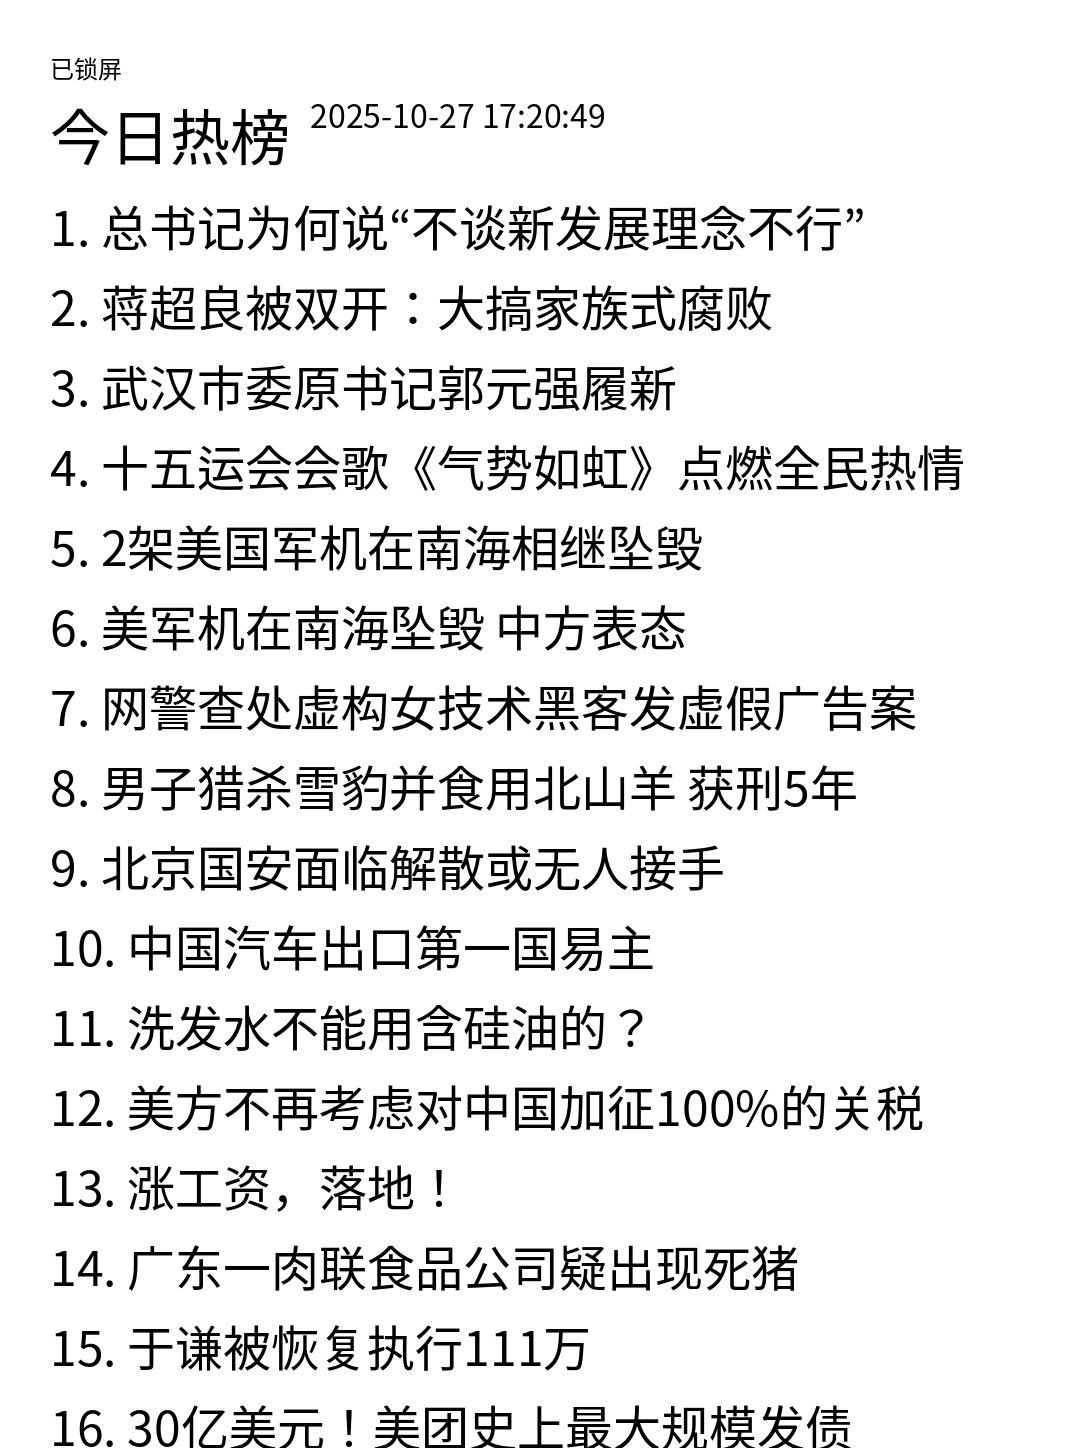 已锁屏
今日热榜 2025-10-27 17:20:49
1. 总书记为何说“不谈新发展理念不行”
2. 蒋超良被双开：大搞家族式腐败
3. 武汉市委原书记郭元强履新
4. 十五运会会歌《气势如虹》点燃全民热情
5. 2架美国军机在南海相继坠毁
6. 美军机在南海坠毁 中方表态
7. 网警查处虚构女技术黑客发虚假广告案
8. 男子猎杀雪豹并食用北山羊 获刑5年
9. 北京国安面临解散或无人接手
10. 中国汽车出口第一国易主
11. 洗发水不能用含硅油的？
12. 美方不再考虑对中国加征100%的关税
13. 涨工资，落地！
14. 广东一肉联食品公司疑出现死猪
15. 于谦被恢复执行111万
16. 30亿美元！美团史上最大规模发债